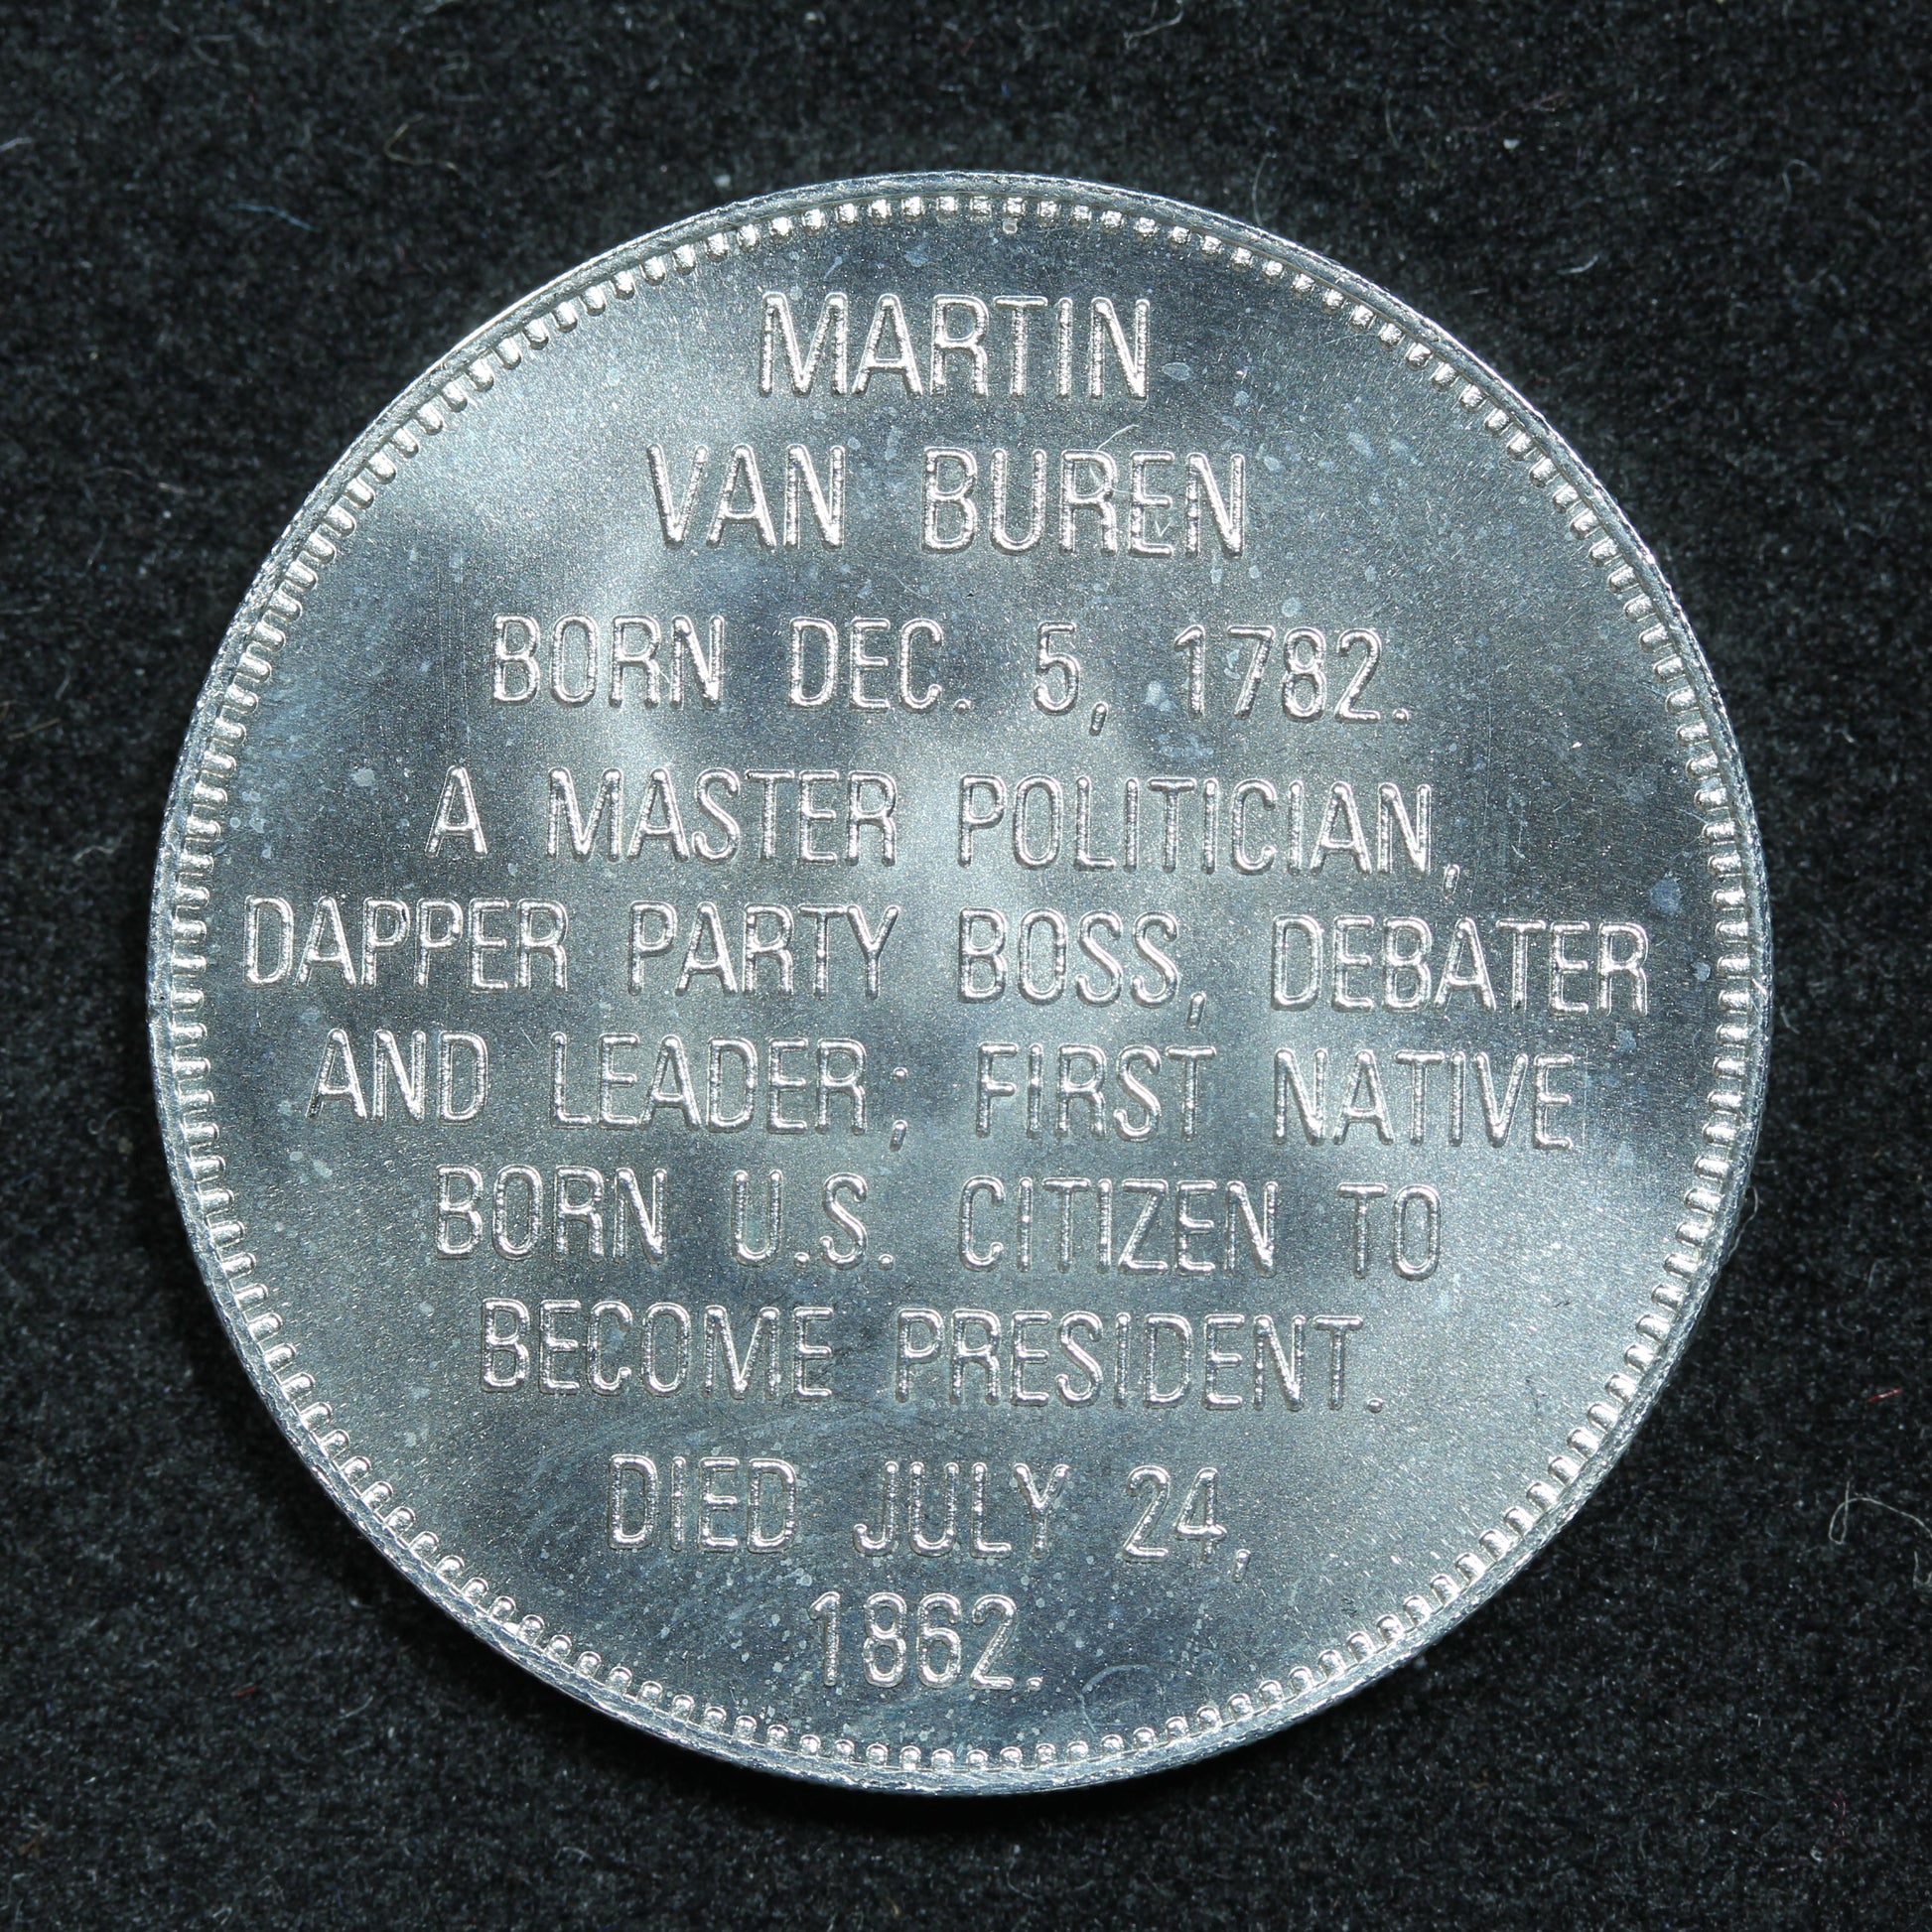 MARTIN
VAN BUREN
BORN DEC. 5, 1782.
A MASTER POLITICIAN,
DAPPER PARTY BOSS, DEBATER
AND LEADER; FIRST NATIVE
BORN U.S. CITIZEN TO
BECOME PRESIDENT.
DIED JULY 24,
1862.